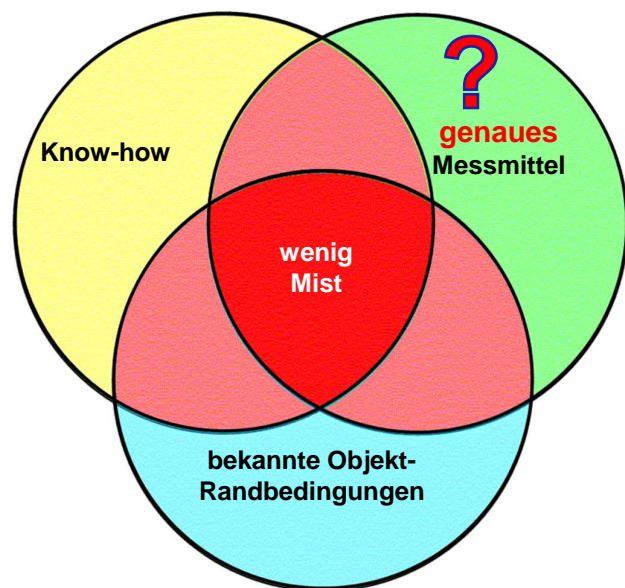 Know-how
?
genaues
Messmittel
wenig
Mist
bekannte Objekt-
Randbedingungen